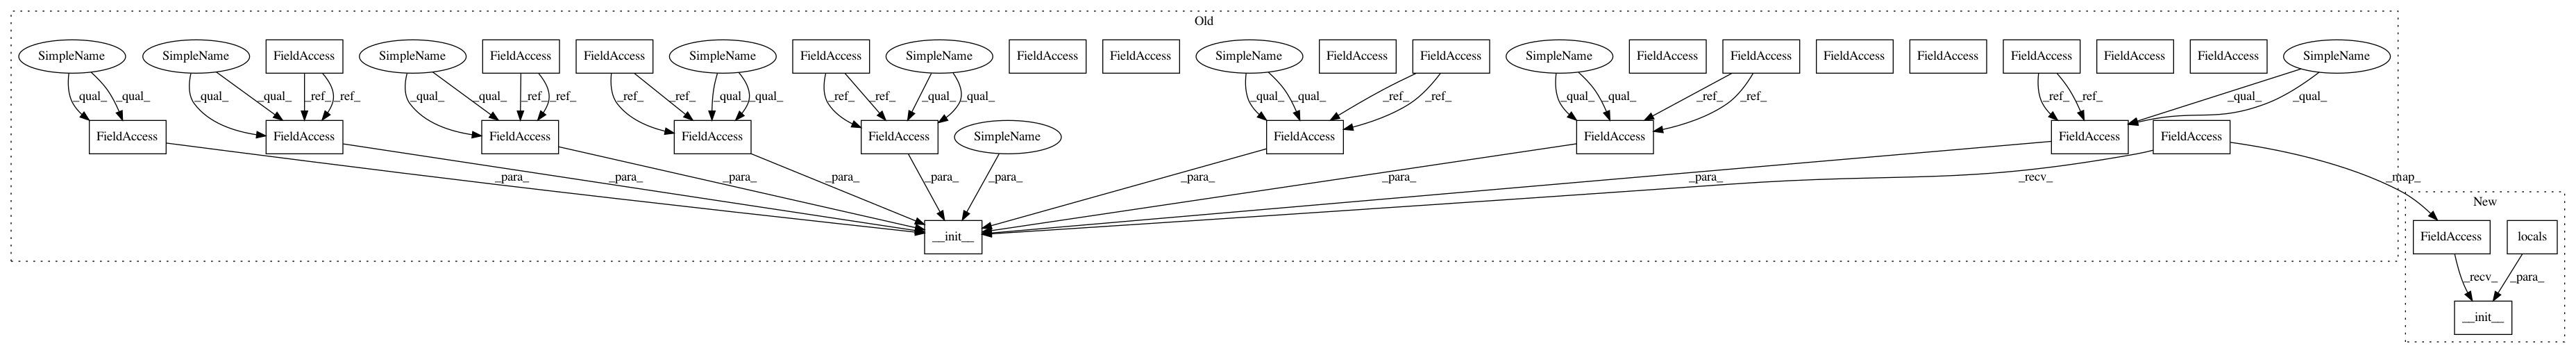 Old
SimpleName SimpleName FieldAccess SimpleName FieldAccess FieldAccess SimpleName FieldAccess SimpleName FieldAccess FieldAccess SimpleName FieldAccess FieldAccess SimpleName FieldAccess FieldAccess FieldAccess FieldAccess FieldAccess FieldAccess FieldAccess SimpleName
_qual_ _qual_ _qual_ _qual_ _ref_ _ref_ _qual_ _qual_ _ref_ _ref_ _ref_ _ref_ _qual_ _qual_ _ref_ _ref_ _qual_ _qual_ _qual_ _qual_ _ref_ _ref_ _qual_ _qual_ _ref_ _ref_ _ref_ _ref_ _qual_ _qual_
FieldAccess FieldAccess FieldAccess FieldAccess FieldAccess SimpleName FieldAccess FieldAccess FieldAccess FieldAccess
_para_ _para_ _para_ _para_ _para_ _para_ _para_ _para_ _para_ _recv_ _map_
New
__init__ FieldAccess locals
_recv_ _para_
__init__